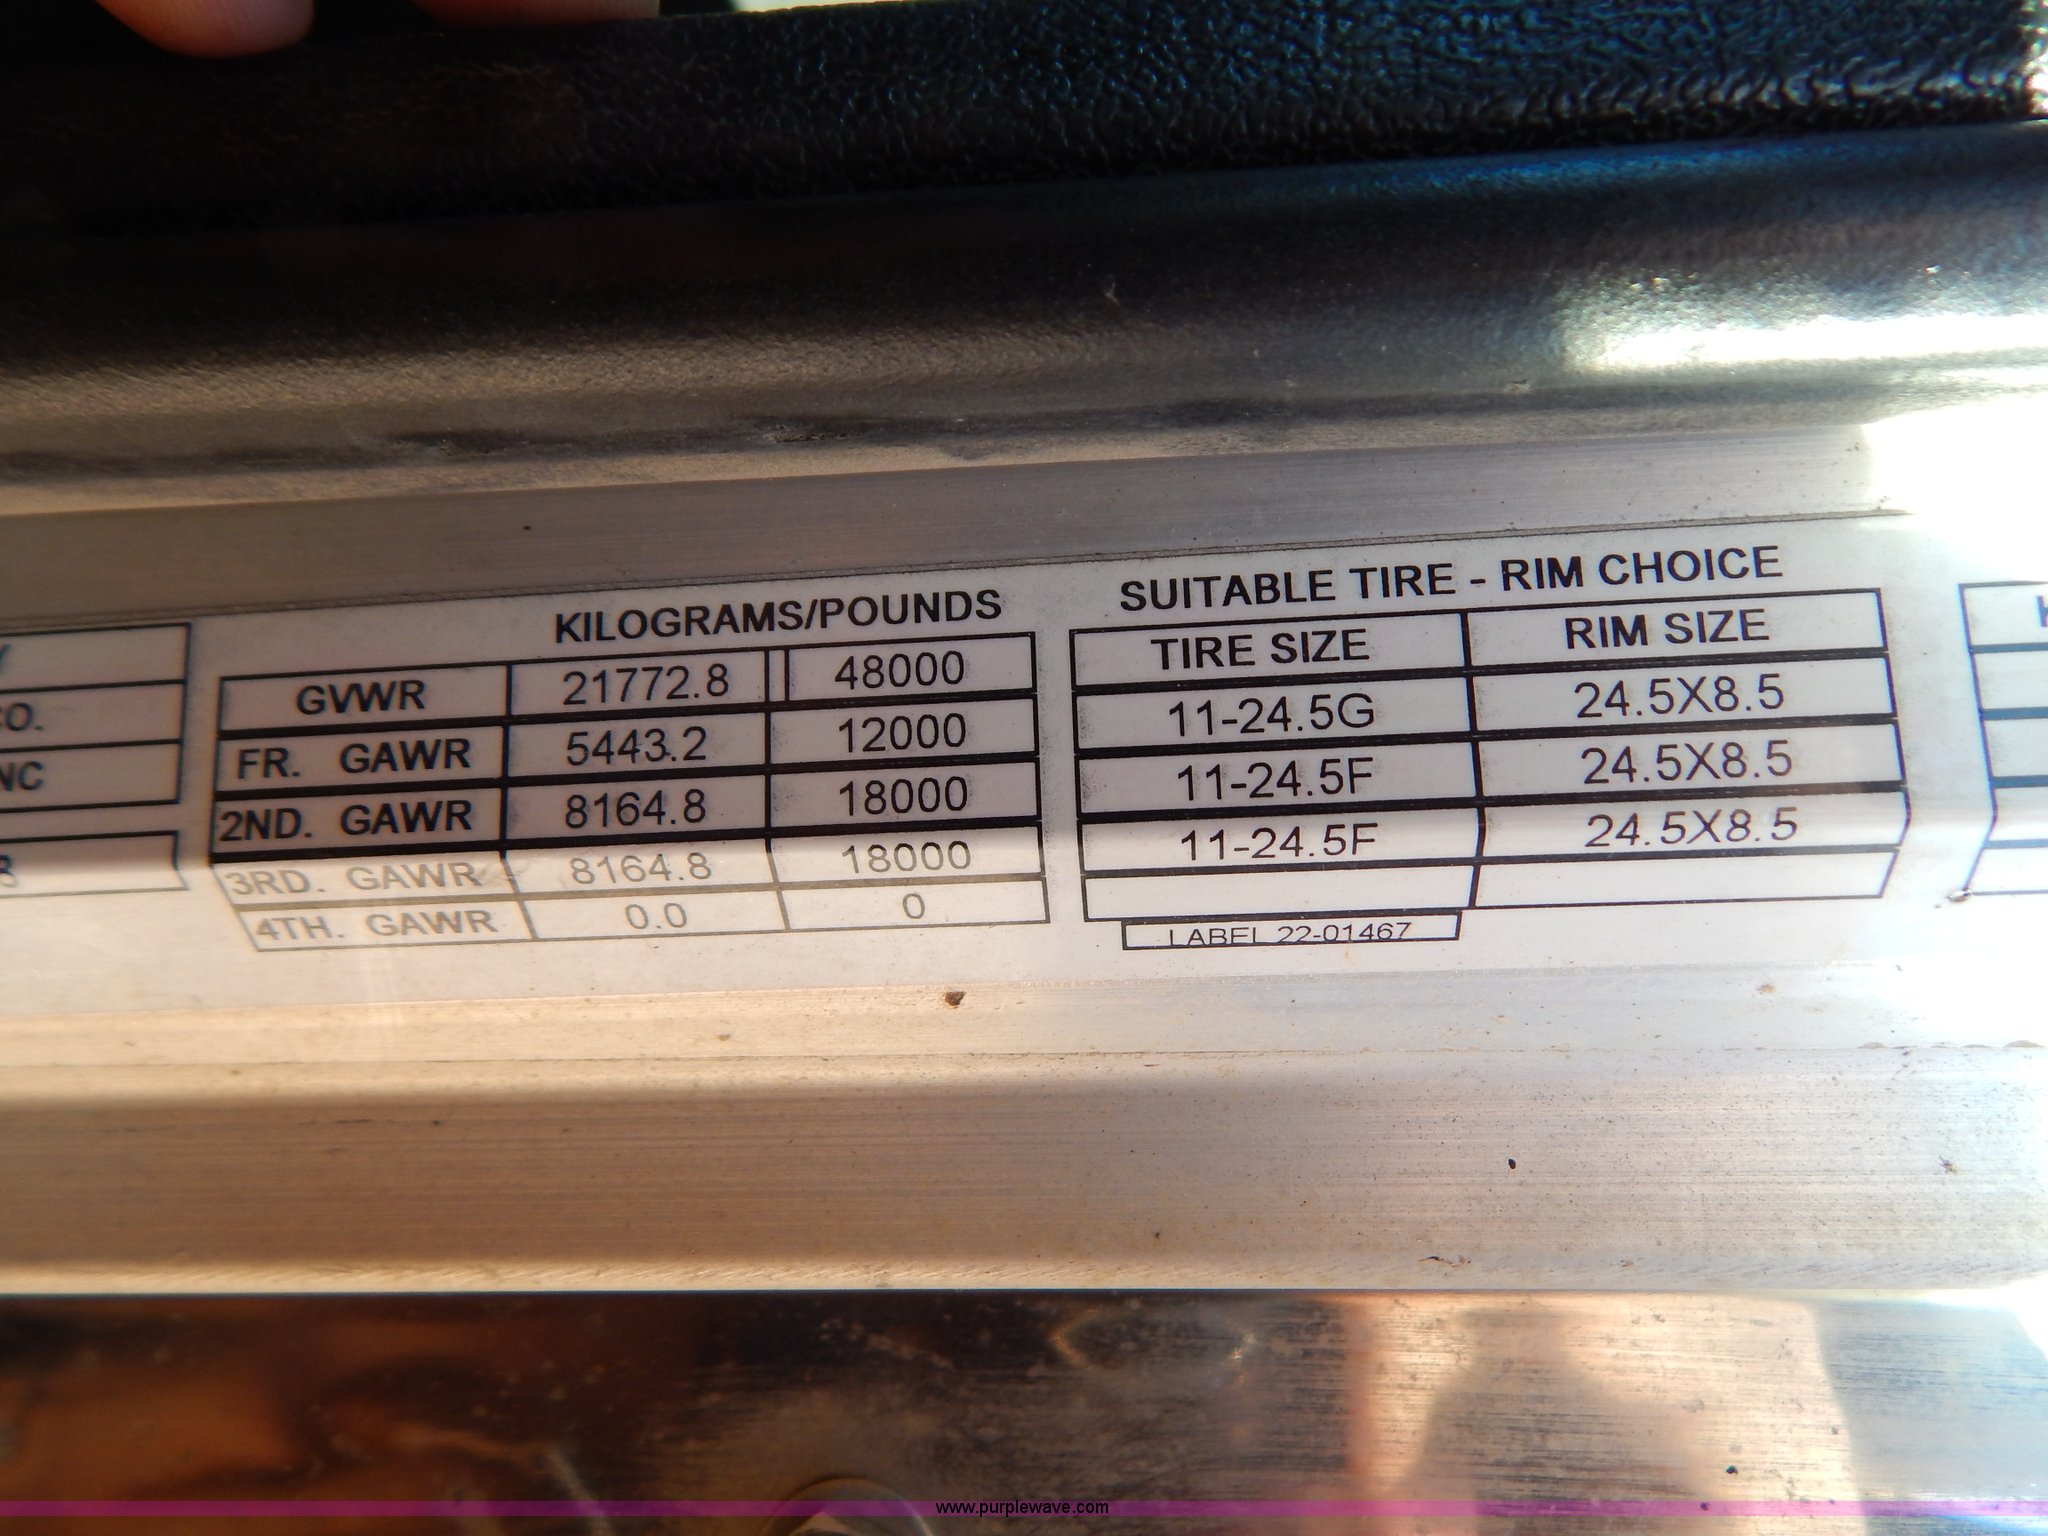 KILOGRAMS/POUNDS
GVWR 21772.8 48000
FR. GAWR 5443.2 12000
2ND. GAWR 8164.8 18000
3RD. GAWR 8164.8 18000
4TH. GAWR 0.0 0
SUITABLE TIRE - RIM CHOICE
TIRE SIZE RIM SIZE
11-24.5G 24.5X8.5
11-24.5F 24.5X8.5
11-24.5F 24.5X8.5
LABEL 22-01467
CO.
NC
www.purplewave.com